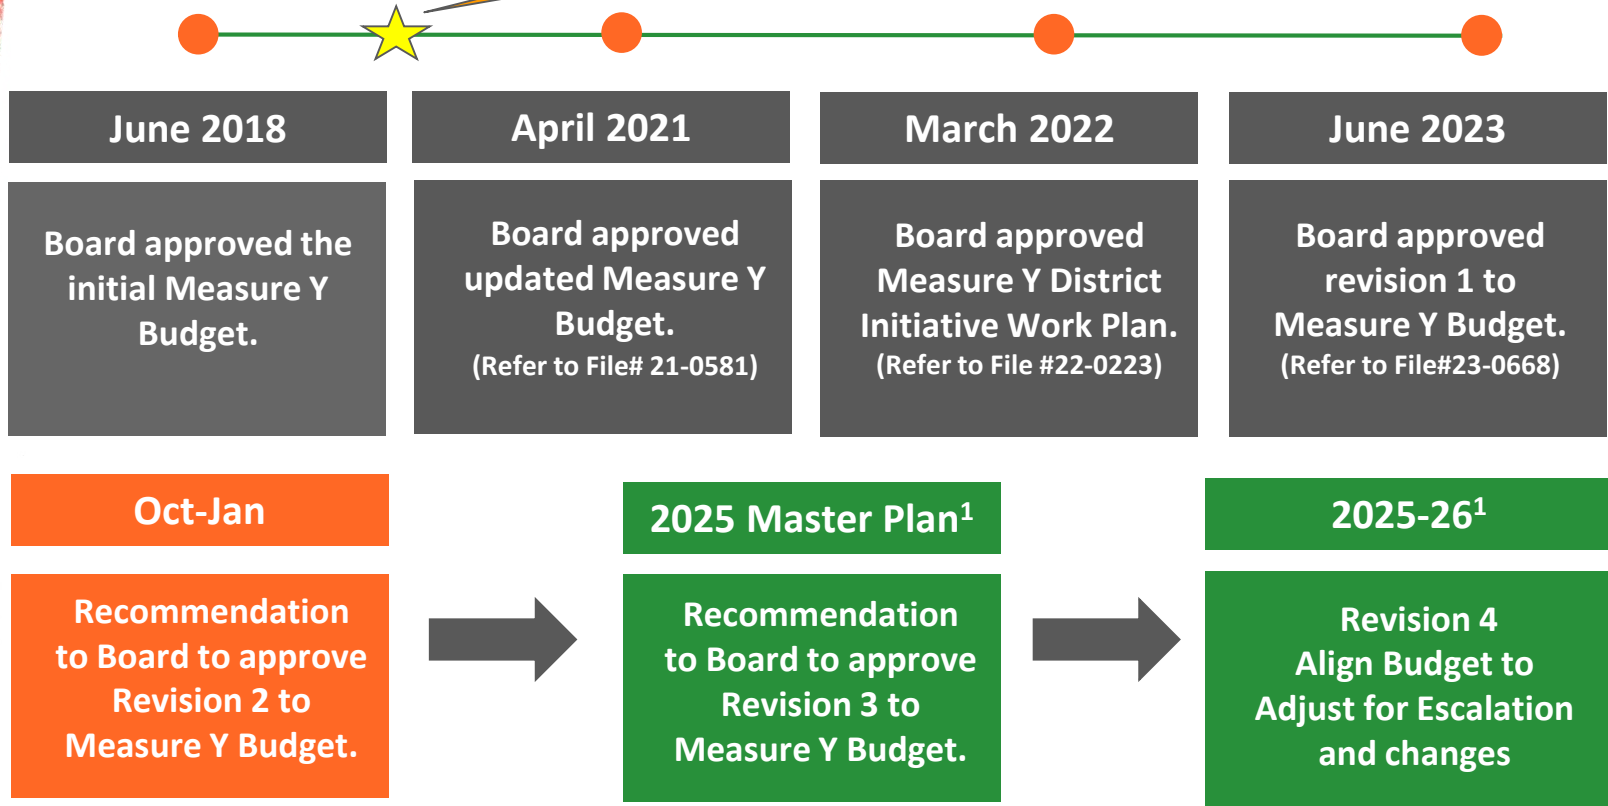 June 2018
April 2021
March 2022
June 2023
Board approved the
initial Measure Y
Budget.
Board approved
updated Measure Y
Budget.
(Refer to File# 21-0581)
Board approved
Measure Y District
Initiative Work Plan.
(Refer to File #22-0223)
Board approved
revision 1 to
Measure Y Budget.
(Refer to File#23-0668)
Oct-Jan
2025 Master Plan¹
2025-26¹
Recommendation
to Board to approve
Revision 2 to
Measure Y Budget.
Recommendation
to Board to approve
Revision 3 to
Measure Y Budget.
Revision 4
Align Budget to
Adjust for Escalation
and changes